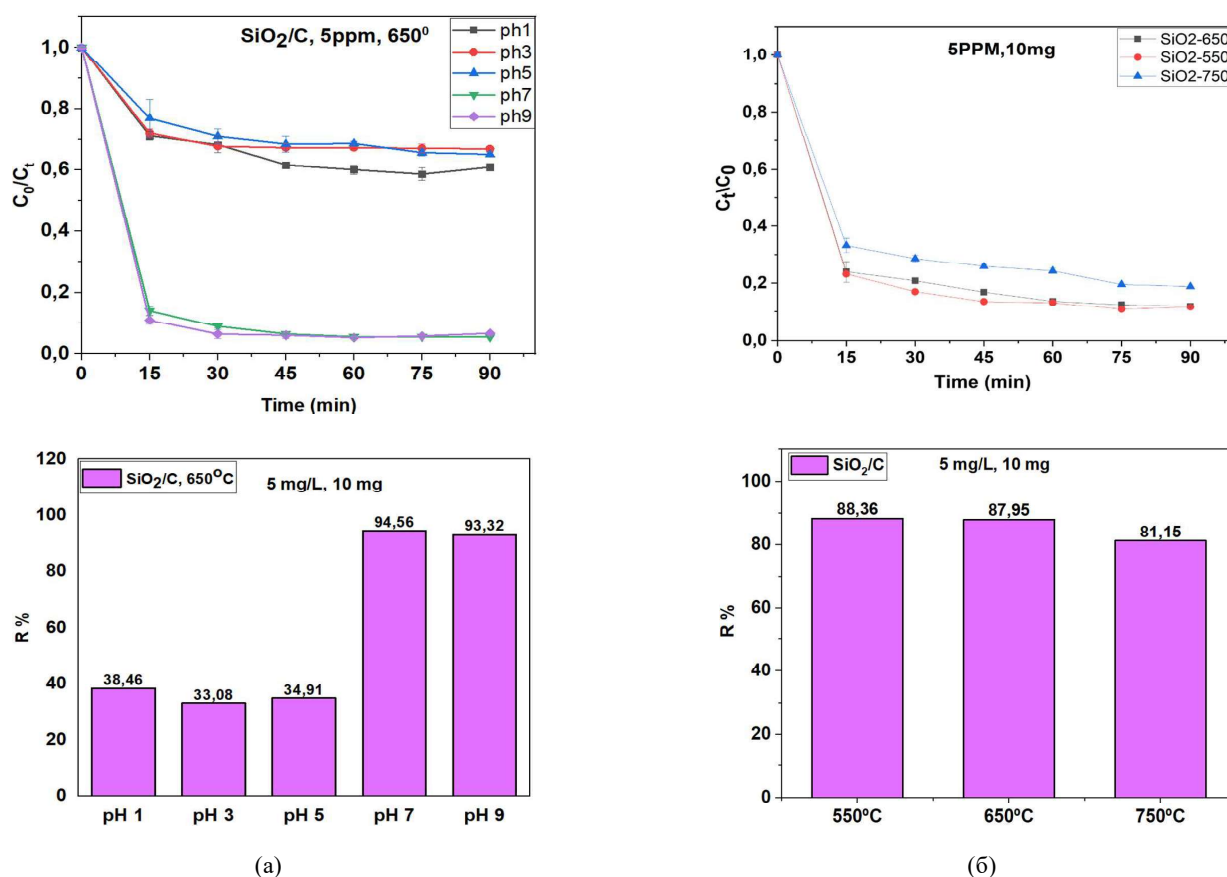 SiO2/C, 5ppm, 650⁰
ph1
ph3
ph5
ph7
ph9
1,0
0,8
0,6
0,4
0,2
0,0
C0/Ct
0 15 30 45 60 75 90
Time (min)
5PPM,10mg
SiO2-650
SiO2-550
SiO2-750
1,0
0,8
0,6
0,4
0,2
0,0
Ct\C0
0 15 30 45 60 75 90
Time (min)
SiO2/C, 650⁰C
5 mg/L, 10 mg
120
100
80
60
40
20
0
R %
38,46
33,08
34,91
94,56
93,32
pH 1 pH 3 pH 5 pH 7 pH 9
(а)
SiO2/C
5 mg/L, 10 mg
100
80
60
40
20
0
R %
88,36
87,95
81,15
550ºC 650ºC 750ºC
(б)